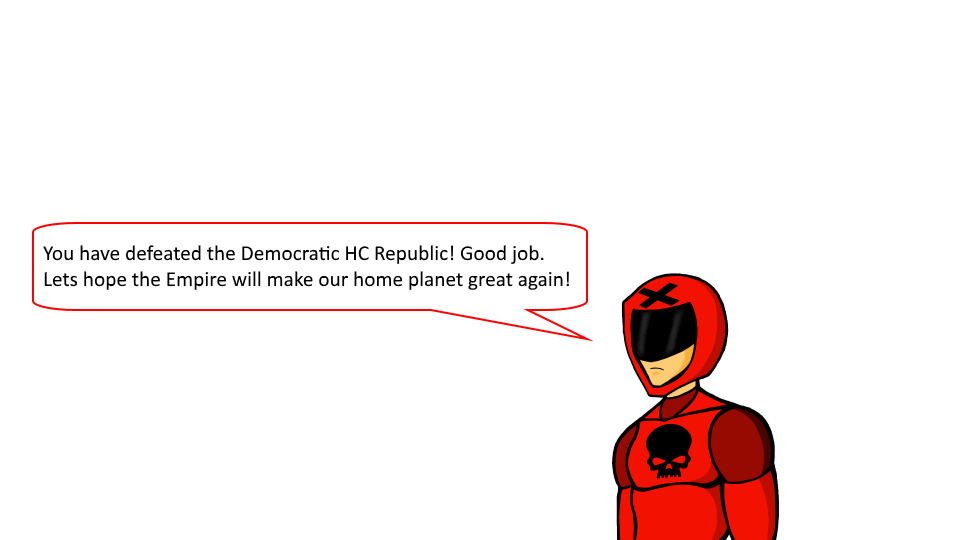 You have defeated the Democratic HC Republic! Good job.
Lets hope the Empire will make our home planet great again!